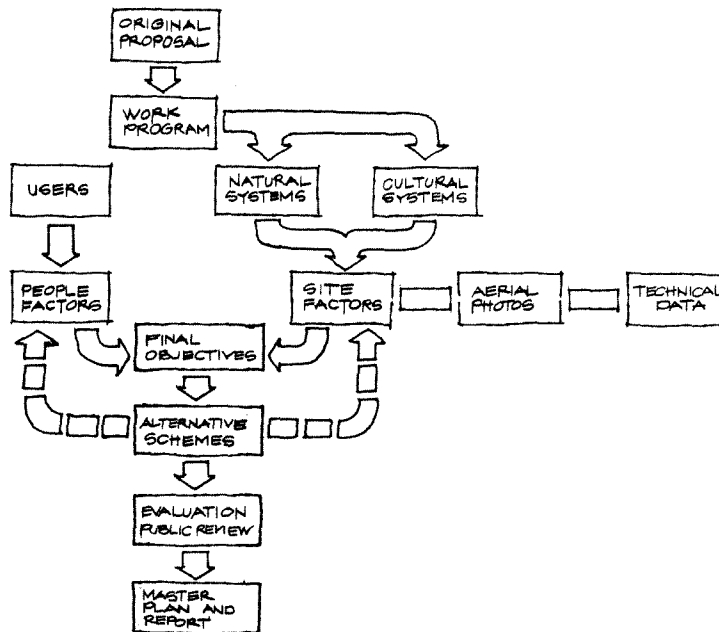 ORIGINAL
PROPOSAL
WORK
PROGRAM
USERS
NATURAL
SYSTEMS
CULTURAL
SYSTEMS
PEOPLE
FACTORS
SITE
FACTORS
AERIAL
PHOTOS
TECHNICAL
DATA
FINAL
OBJECTIVES
ALTERNATIVE
SCHEMES
EVALUATION
PUBLIC REVIEW
MASTER
PLAN AND
REPORT